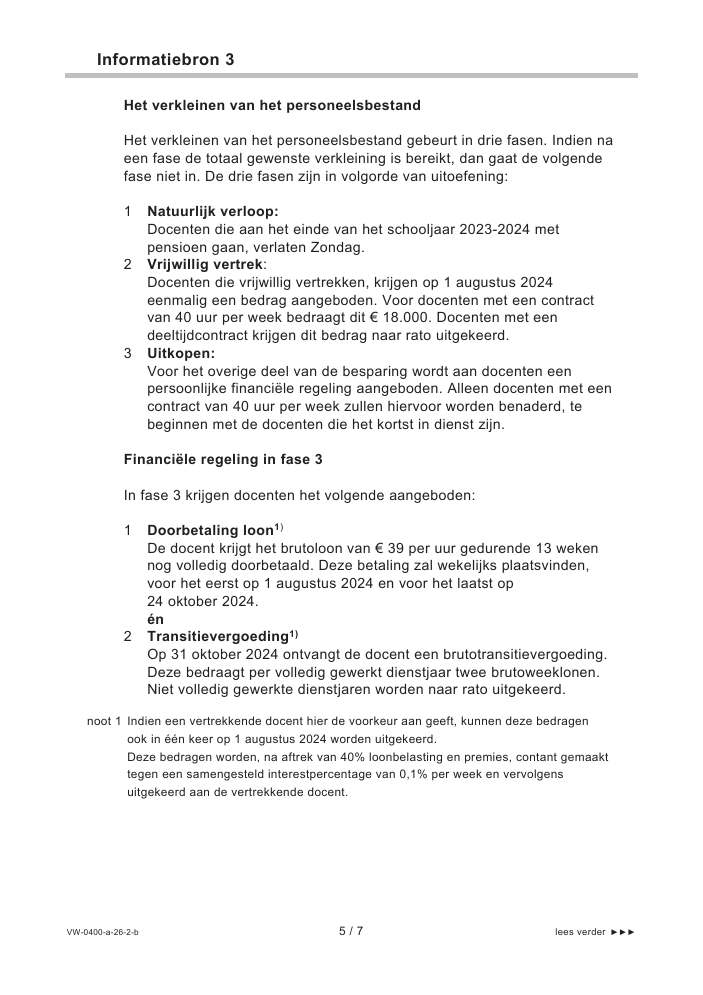 Informatiebron 3
Het verkleinen van het personeelsbestand
Het verkleinen van het personeelsbestand gebeurt in drie fasen. Indien na
een fase de totaal gewenste verkleining is bereikt, dan gaat de volgende
fase niet in. De drie fasen zijn in volgorde van uitoefening:
1 Natuurlijk verloop:
Docenten die aan het einde van het schooljaar 2023-2024 met
pensioen gaan, verlaten Zondag.
2 Vrijwillig vertrek:
Docenten die vrijwillig vertrekken, krijgen op 1 augustus 2024
eenmalig een bedrag aangeboden. Voor docenten met een contract
van 40 uur per week bedraagt dit € 18.000. Docenten met een
deeltijdcontract krijgen dit bedrag naar rato uitgekeerd.
3 Uitkopen:
Voor het overige deel van de besparing wordt aan docenten een
persoonlijke financiële regeling aangeboden. Alleen docenten met een
contract van 40 uur per week zullen hiervoor worden benaderd, te
beginnen met de docenten die het kortst in dienst zijn.
Financiële regeling in fase 3
In fase 3 krijgen docenten het volgende aangeboden:
1 Doorbetaling loon1)
De docent krijgt het brutoloon van € 39 per uur gedurende 13 weken
nog volledig doorbetaald. Deze betaling zal wekelijks plaatsvinden,
voor het eerst op 1 augustus 2024 en voor het laatst op
24 oktober 2024.
én
2 Transitievergoeding1)
Op 31 oktober 2024 ontvangt de docent een brutotransitievergoeding.
Deze bedraagt per volledig gewerkt dienstjaar twee brutoweeklonen.
Niet volledig gewerkte dienstjaren worden naar rato uitgekeerd.
noot 1 Indien een vertrekkende docent hier de voorkeur aan geeft, kunnen deze bedragen
ook in één keer op 1 augustus 2024 worden uitgekeerd.
Deze bedragen worden, na aftrek van 40% loonbelasting en premies, contant gemaakt
tegen een samengesteld interestpercentage van 0,1% per week en vervolgens
uitgekeerd aan de vertrekkende docent.
VW-0400-a-26-2-b 5 / 7 lees verder ►►►